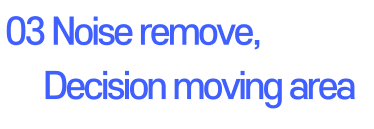 03 Noise remove,
Decision moving area